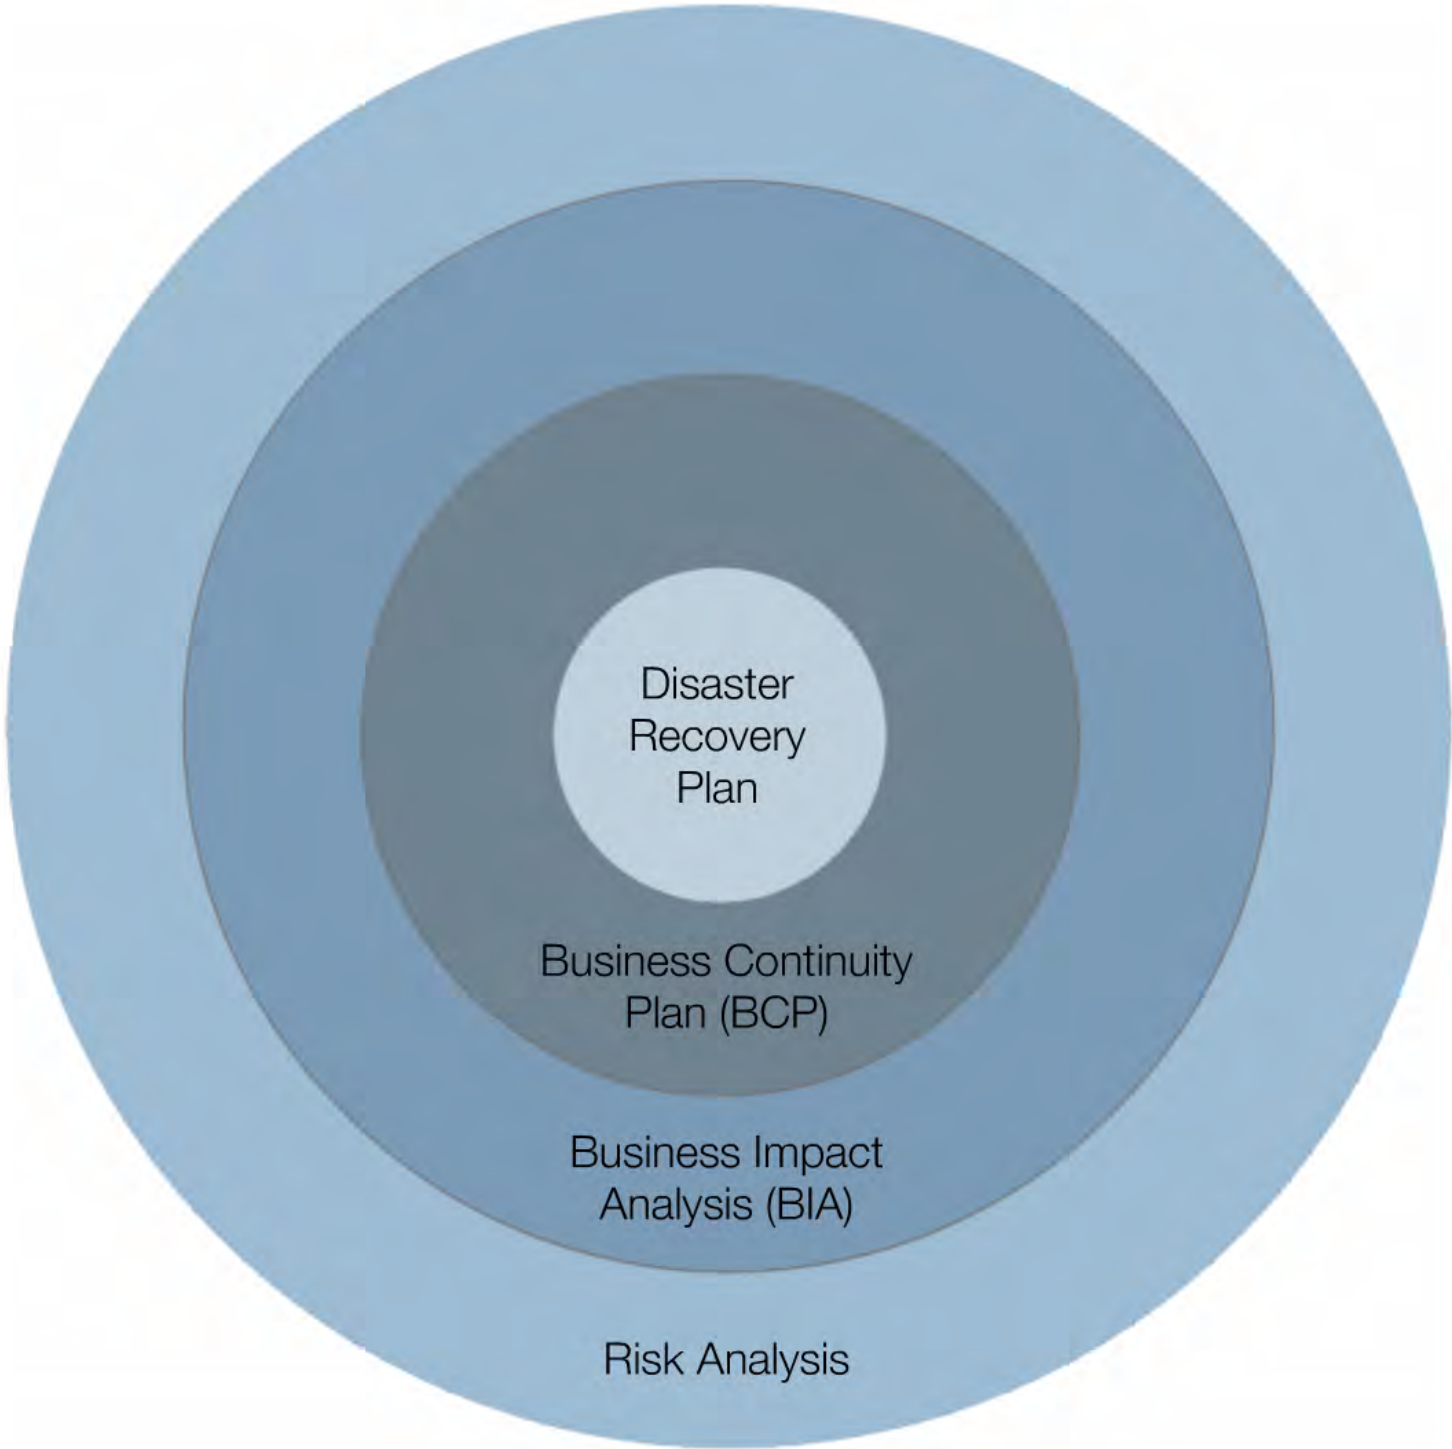 Disaster
Recovery
Plan
Business Continuity
Plan (BCP)
Business Impact
Analysis (BIA)
Risk Analysis